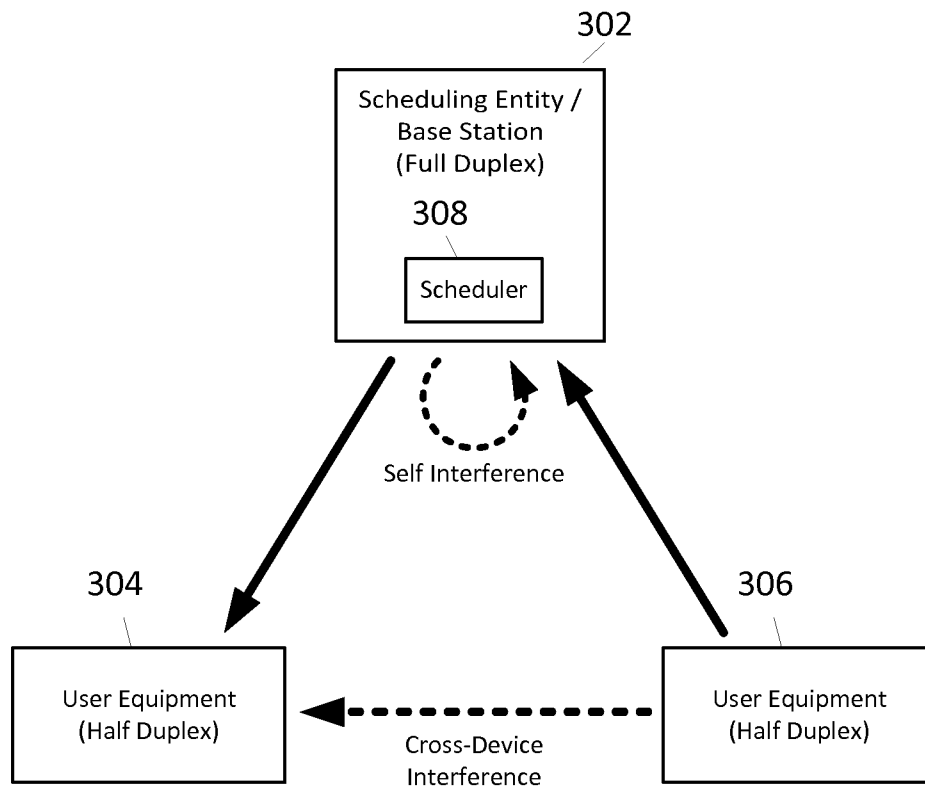 302
Scheduling Entity /
Base Station
(Full Duplex)
308
Scheduler
Self Interference
304
306
User Equipment
(Half Duplex)
User Equipment
(Half Duplex)
Cross-Device
Interference